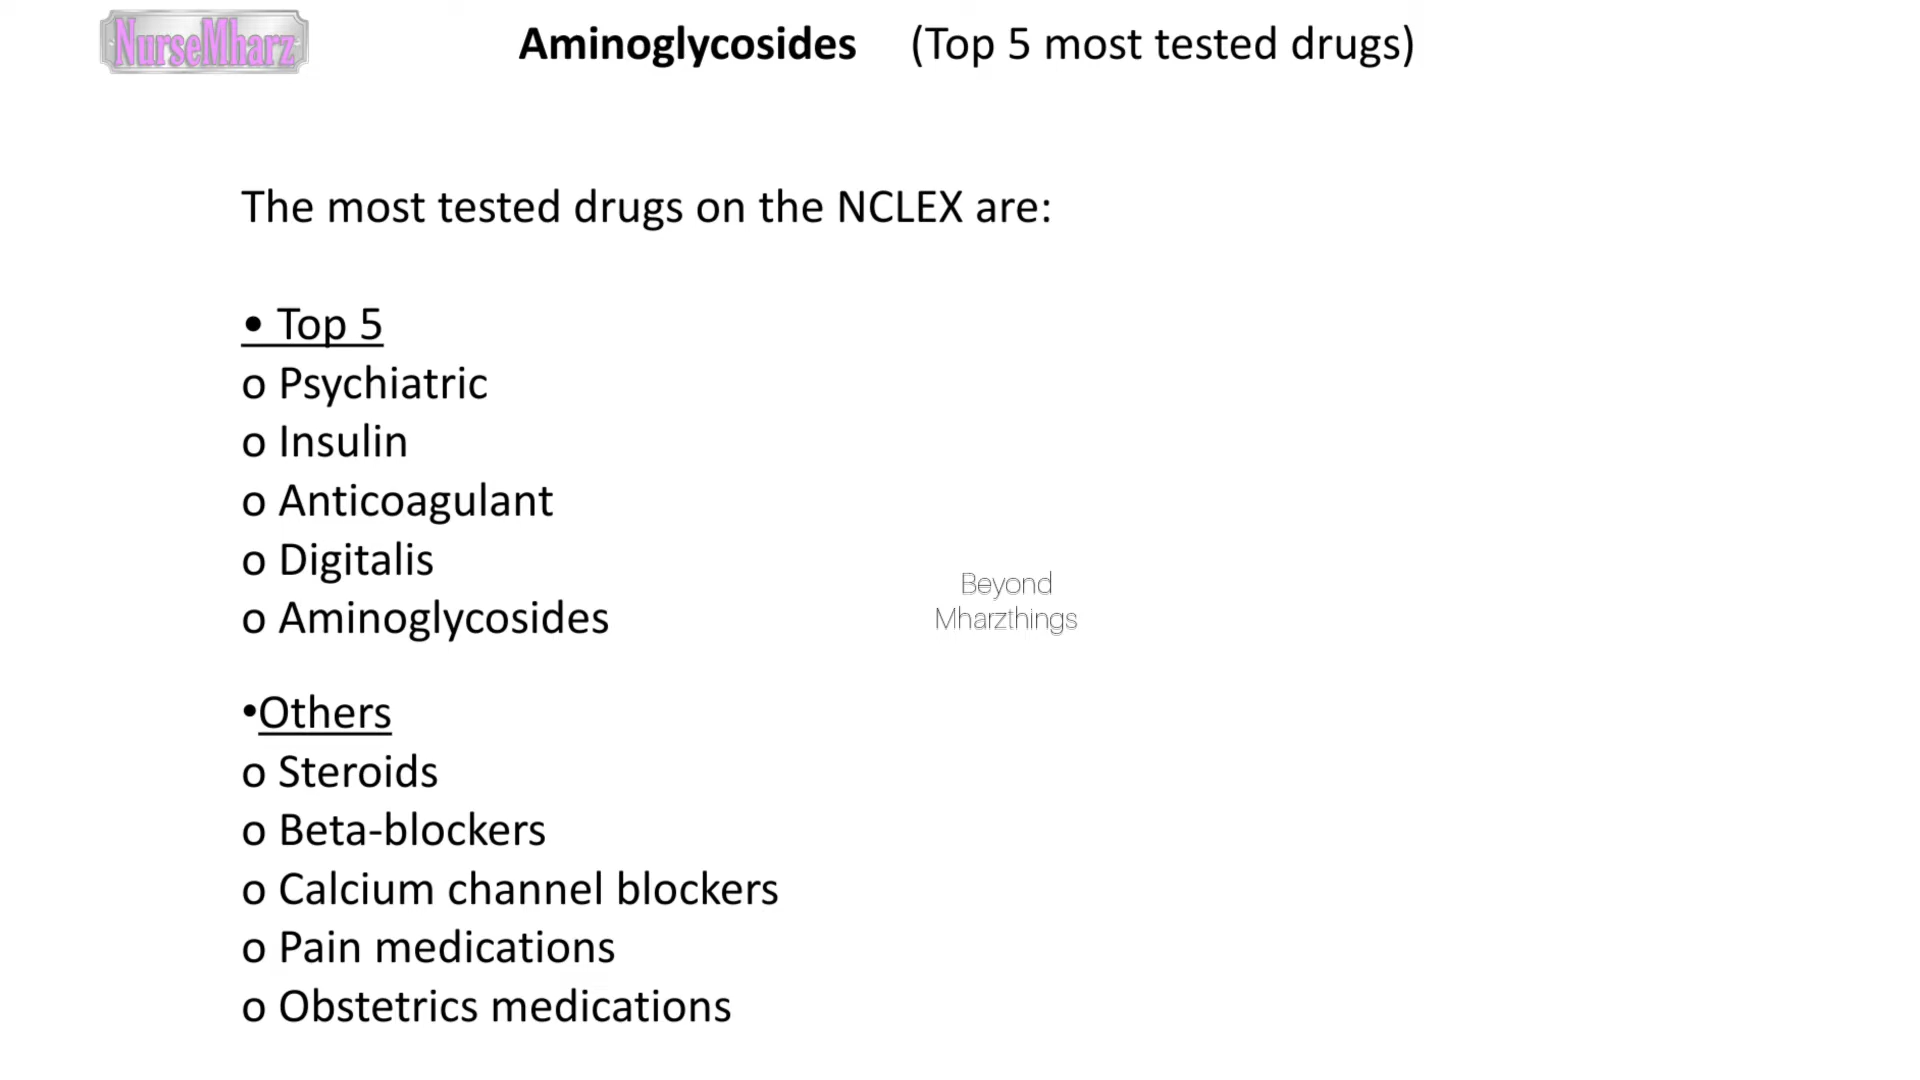 NurseMharz
Aminoglycosides (Top 5 most tested drugs)
The most tested drugs on the NCLEX are:
• Top 5
o Psychiatric
o Insulin
o Anticoagulant
o Digitalis
o Aminoglycosides
Beyond
Mharzthings
•Others
o Steroids
o Beta-blockers
o Calcium channel blockers
o Pain medications
o Obstetrics medications